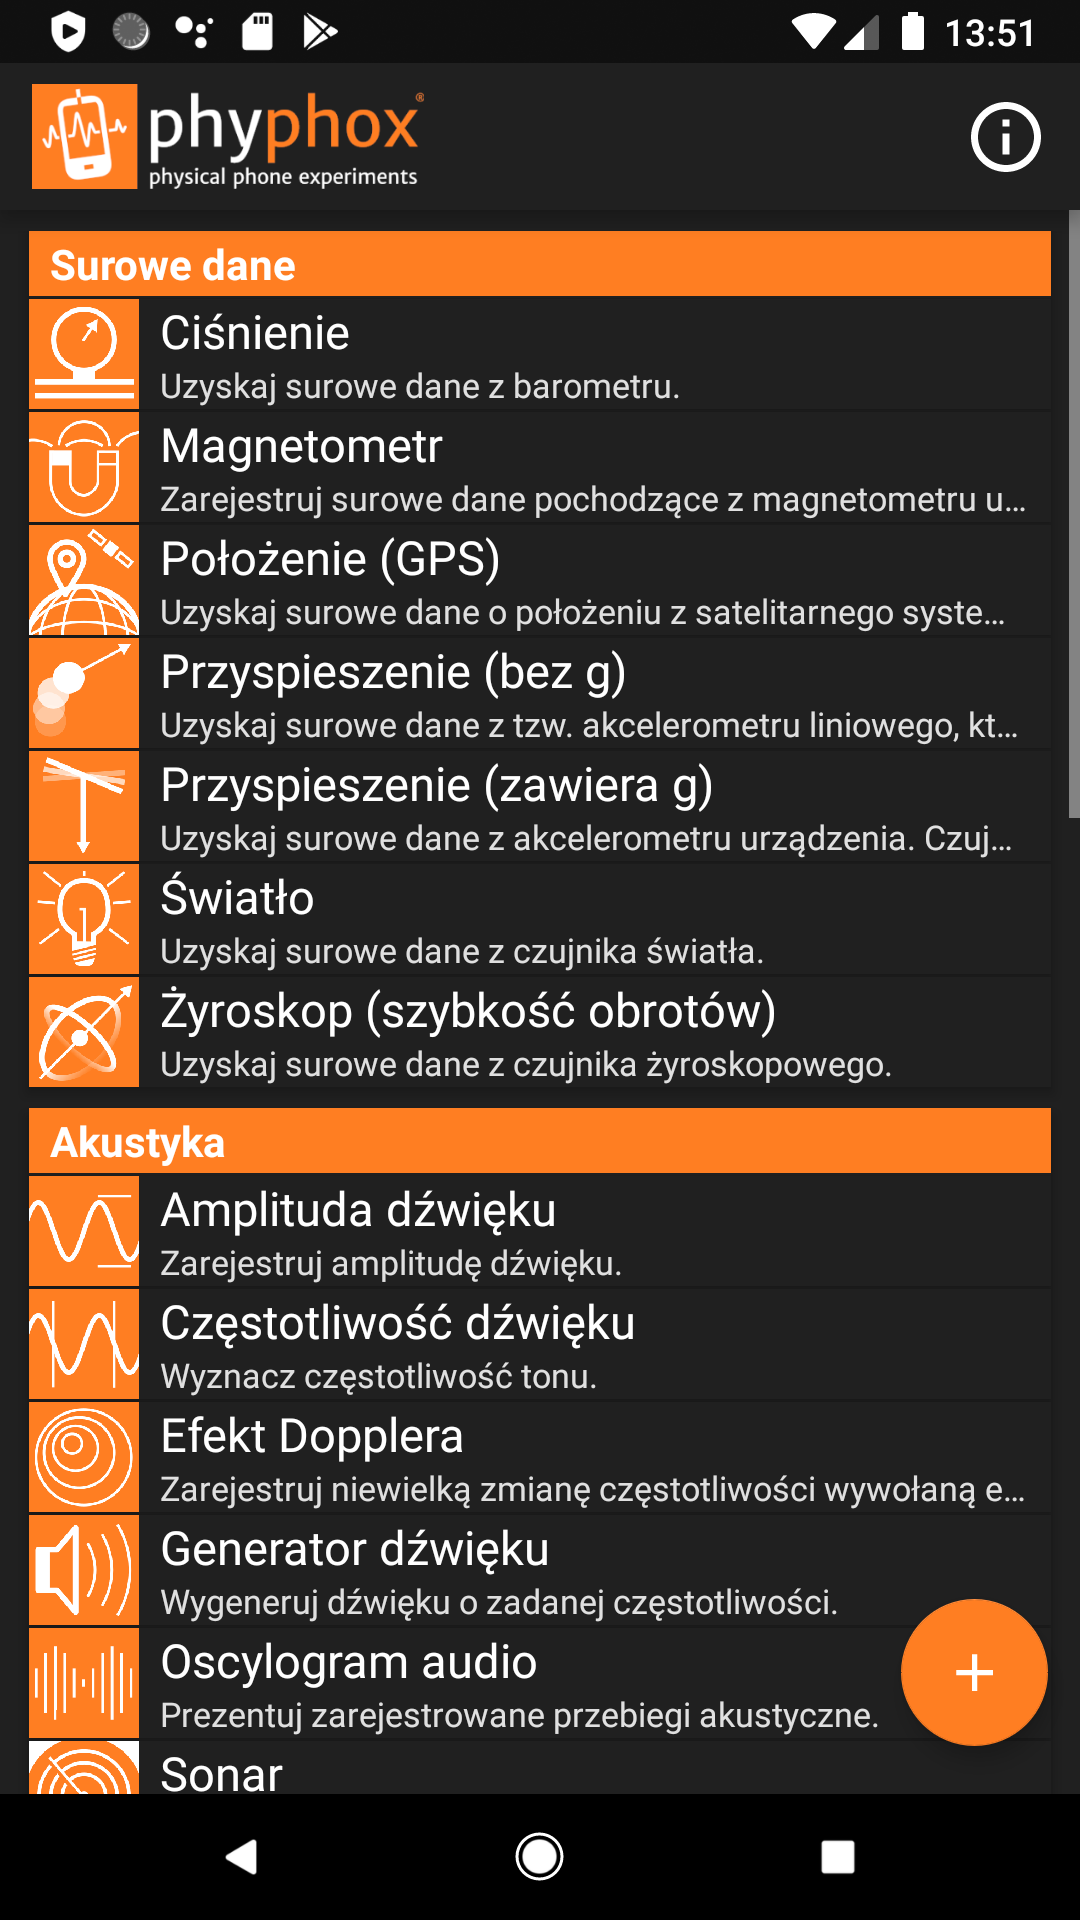 13:51
phyphox®
physical phone experiments
Surowe dane
Ciśnienie
Uzyskaj surowe dane z barometru.
Magnetometr
Zarejestruj surowe dane pochodzące z magnetometru u...
Położenie (GPS)
Uzyskaj surowe dane o położeniu z satelitarnego syste...
Przyspieszenie (bez g)
Uzyskaj surowe dane z tzw. akcelerometru liniowego, kt...
Przyspieszenie (zawiera g)
Uzyskaj surowe dane z akcelerometru urządzenia. Czuj...
Światło
Uzyskaj surowe dane z czujnika światła.
Żyroskop (szybkość obrotów)
Uzyskaj surowe dane z czujnika żyroskopowego.
Akustyka
Amplituda dźwięku
Zarejestruj amplitudę dźwięku.
Częstotliwość dźwięku
Wyznacz częstotliwość tonu.
Efekt Dopplera
Zarejestruj niewielką zmianę częstotliwości wywołaną e...
Generator dźwięku
Wygeneruj dźwięku o zadanej częstotliwości.
Oscylogram audio
Prezentuj zarejestrowane przebiegi akustyczne.
Sonar